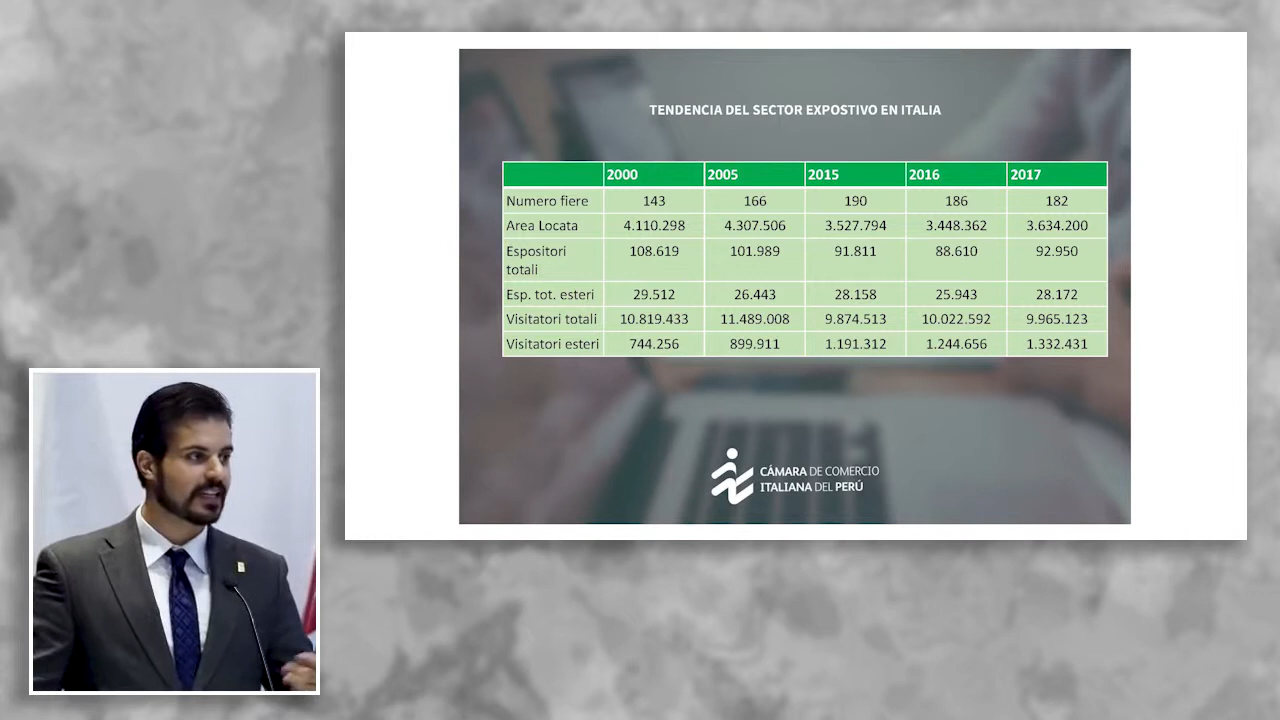 TENDENCIA DEL SECTOR EXPOSTIVO EN ITALIA
2000 2005 2015 2016 2017
Numero fiere 143 166 190 186 182
Area Locata 4.110.298 4.307.506 3.527.794 3.448.362 3.634.200
Espositori 108.619 101.989 91.811 88.610 92.950
totali
Esp. tot. esteri 29.512 26.443 28.158 25.943 28.172
Visitatori totali 10.819.433 11.489.008 9.874.513 10.022.592 9.965.123
Visitatori esteri 744.256 899.911 1.191.312 1.244.656 1.332.431
CÁMARA DE COMERCIO
ITALIANA DEL PERÚ